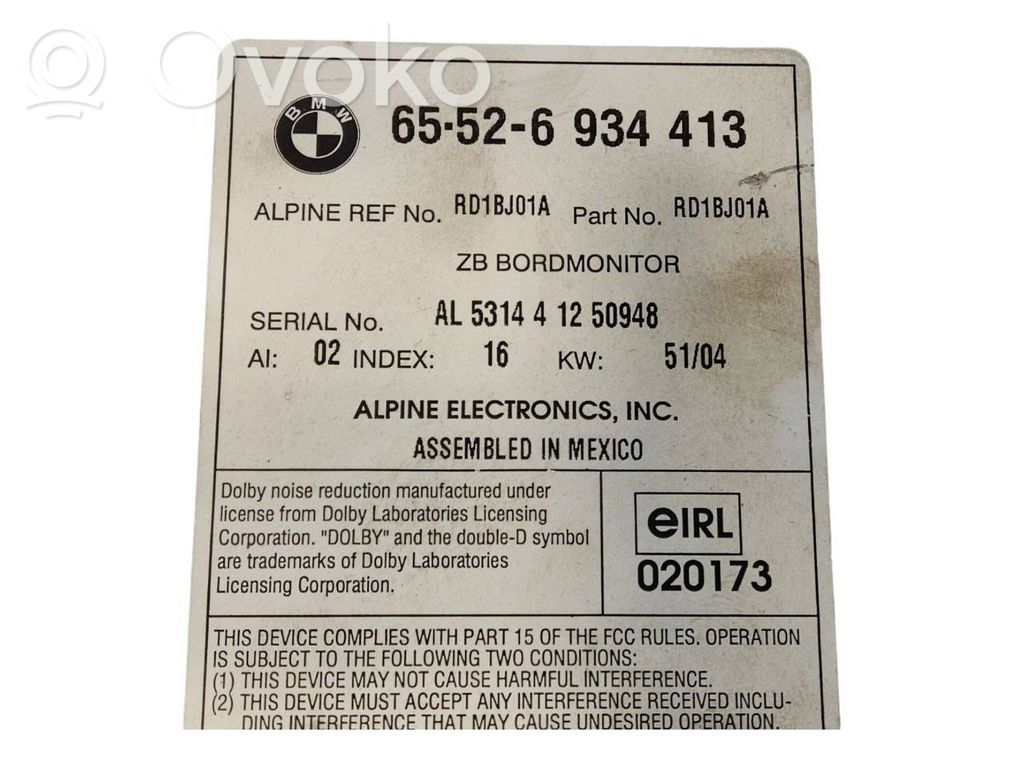 Ovoko
BMW
65·52-6 934 413
ALPINE REF No. RD1BJ01A Part No. RD1BJ01A
ZB BORDMONITOR
SERIAL No. AL 5314 4 12 50948
AI: 02 INDEX: 16 KW: 51/04
ALPINE ELECTRONICS, INC.
ASSEMBLED IN MEXICO
Dolby noise reduction manufactured under
license from Dolby Laboratories Licensing
Corporation. "DOLBY" and the double-D symbol
are trademarks of Dolby Laboratories
Licensing Corporation.
eIRL
020173
THIS DEVICE COMPLIES WITH PART 15 OF THE FCC RULES. OPERATION
IS SUBJECT TO THE FOLLOWING TWO CONDITIONS:
(1) THIS DEVICE MAY NOT CAUSE HARMFUL INTERFERENCE.
(2) THIS DEVICE MUST ACCEPT ANY INTERFERENCE RECEIVED INCLU-
DING INTERFERENCE THAT MAY CAUSE UNDESIRED OPERATION.